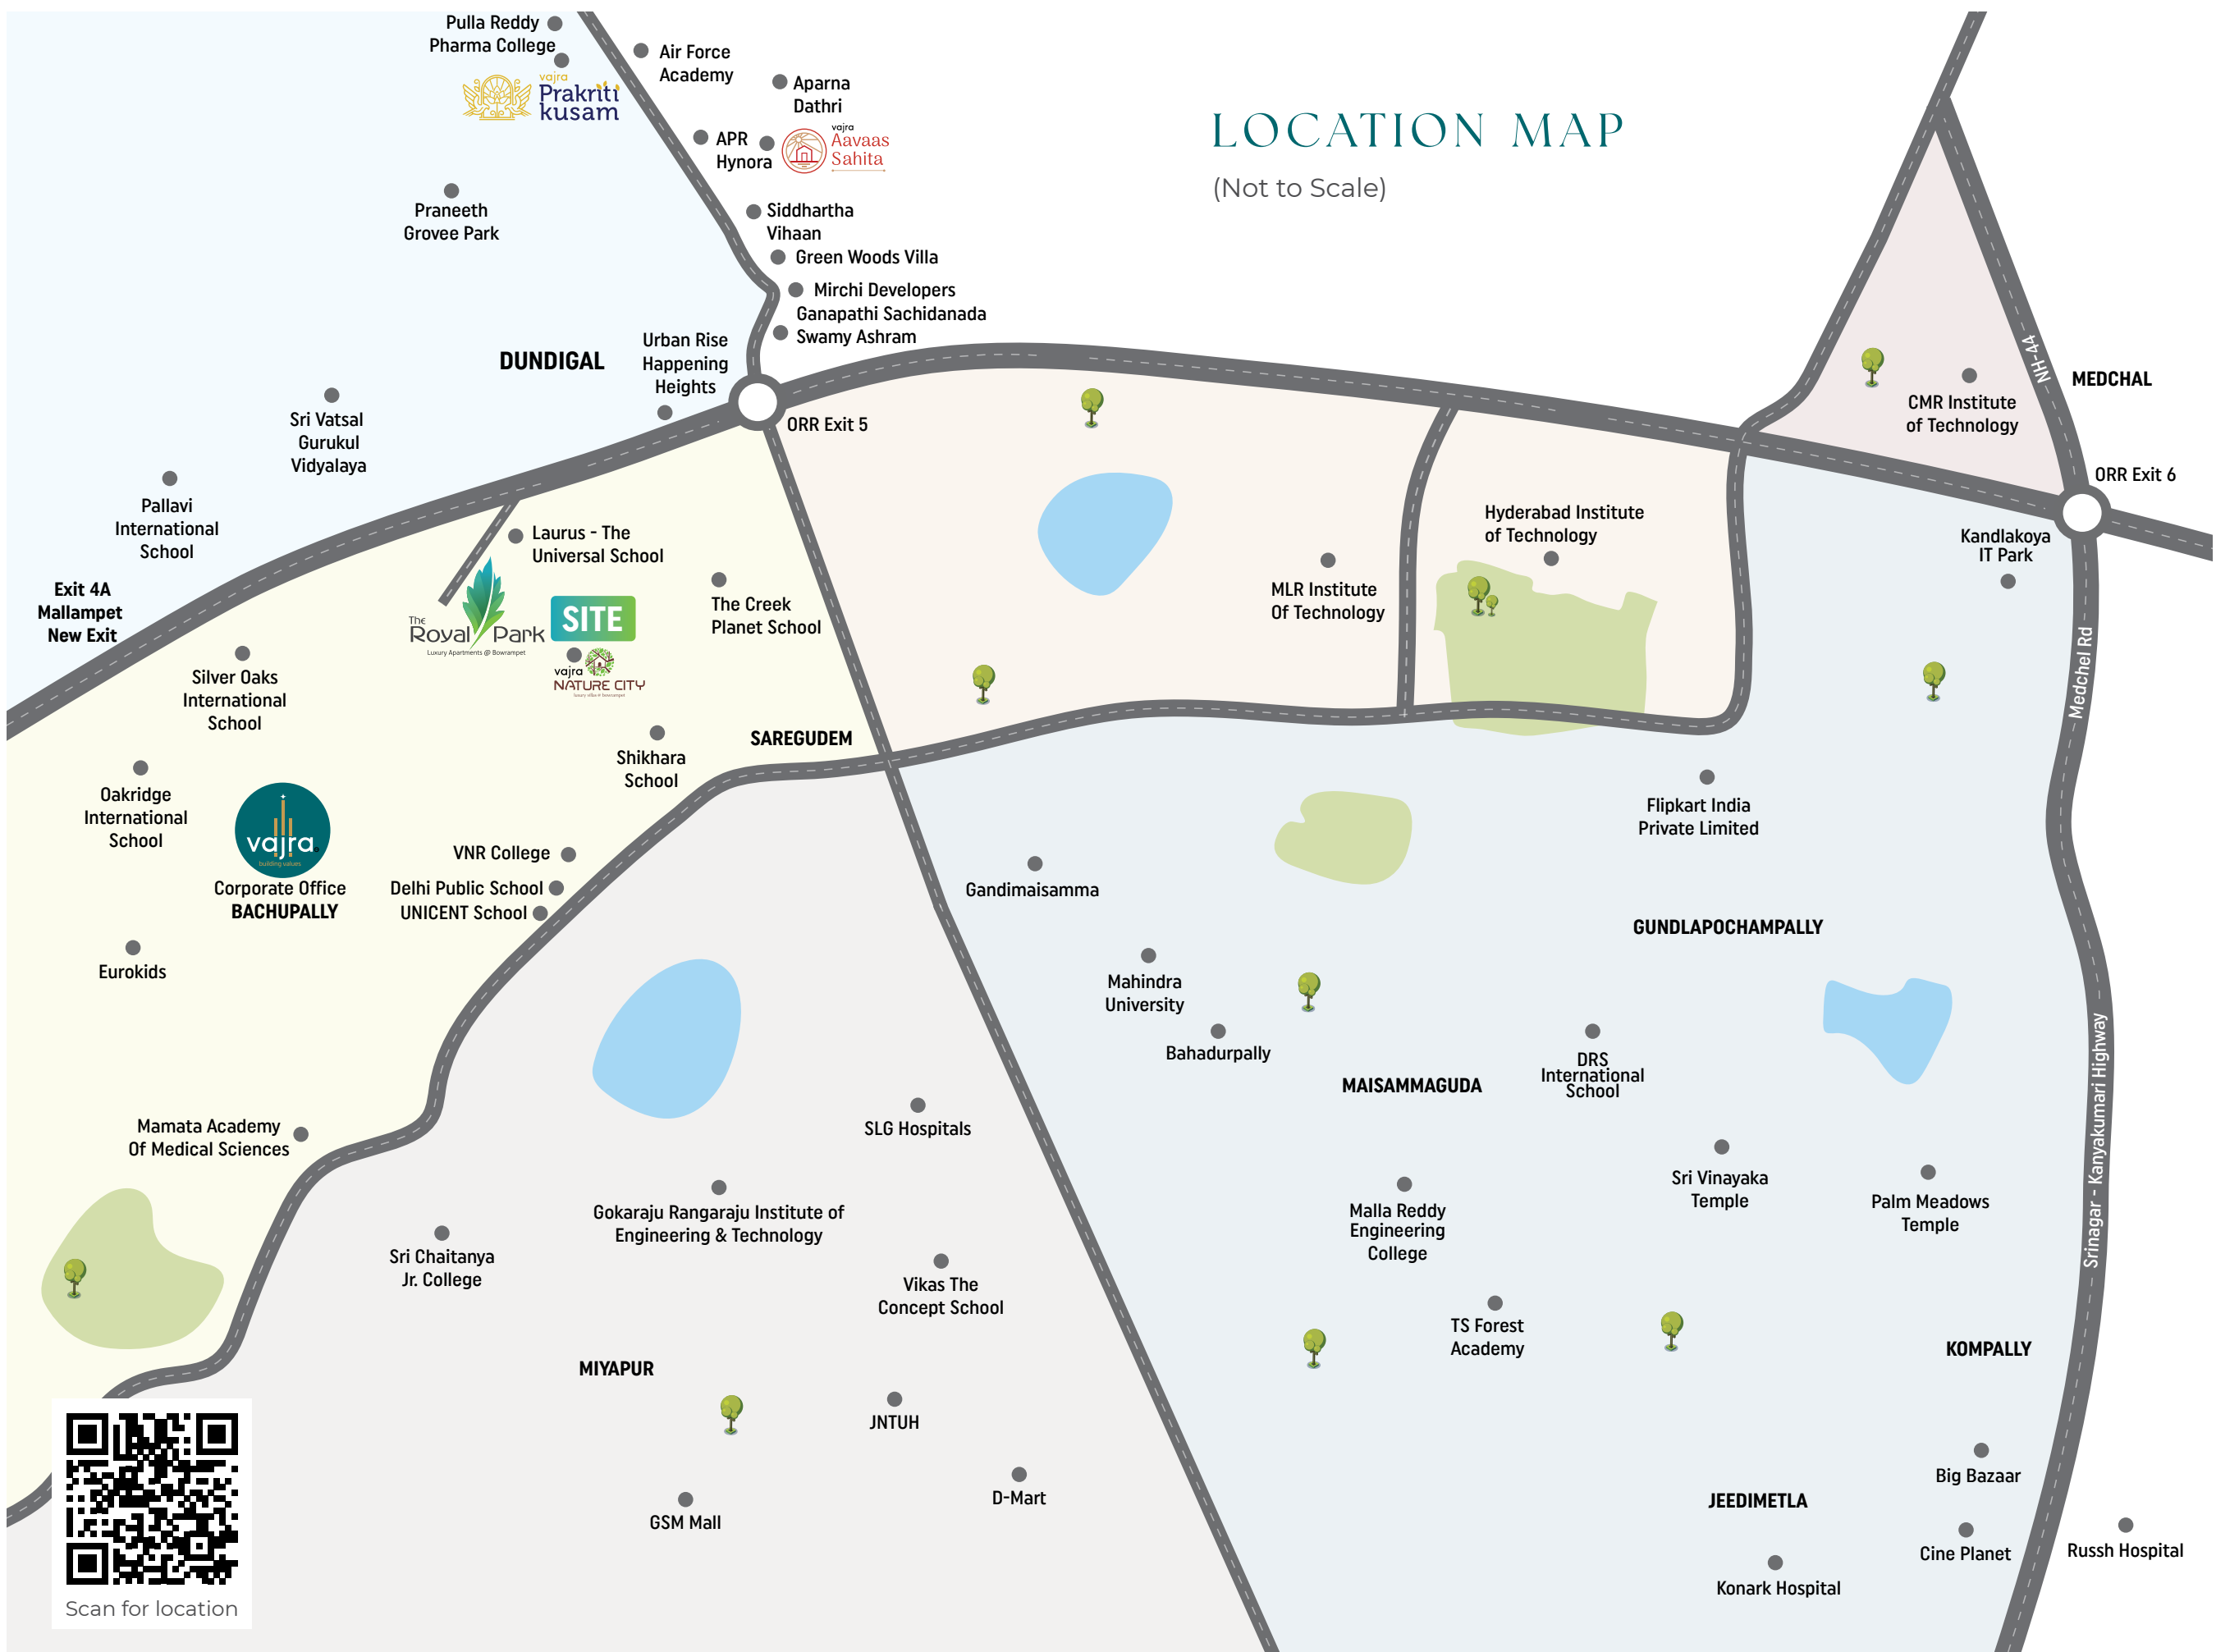 Pulla Reddy
Pharma College
vajra
Prakriti
kusam
Air Force
Academy
Aparna
Dathri
APR
Hynora
vajra
Aavaas
Sahita
LOCATION MAP
(Not to Scale)
Praneeth
Grovee Park
Siddhartha
Vihaan
Green Woods Villa
Mirchi Developers
Ganapathi Sachidanada
Swamy Ashram
DUNDIGAL
Urban Rise
Happening
Heights
ORR Exit 5
NH-44
MEDCHAL
CMR Institute
of Technology
ORR Exit 6
Kandlakoya
IT Park
Sri Vatsal
Gurukul
Vidyalaya
Pallavi
International
School
Exit 4A
Mallampet
New Exit
Laurus - The
Universal School
The
Royal Park
Luxury Apartments @ Bowrampet
SITE
vajra
NATURE CITY
luxury villas @ bowrampet
The Creek
Planet School
Hyderabad Institute
of Technology
MLR Institute
Of Technology
Medchel Rd
Silver Oaks
International
School
Shikhara
School
SAREGUDEM
Oakridge
International
School
vajra
building values
Corporate Office
BACHUPALLY
VNR College
Delhi Public School
UNICENT School
Eurokids
Flipkart India
Private Limited
Gandimaisamma
GUNDLAPOCHAMPALLY
Mahindra
University
Bahadurpally
MAISAMMAGUDA
DRS
International
School
Srinagar - Kanyakumari Highway
Mamata Academy
Of Medical Sciences
SLG Hospitals
Gokaraju Rangaraju Institute of
Engineering & Technology
Sri Chaitanya
Jr. College
Vikas The
Concept School
Malla Reddy
Engineering
College
Sri Vinayaka
Temple
Palm Meadows
Temple
TS Forest
Academy
KOMPALLY
MIYAPUR
JNTUH
GSM Mall
D-Mart
Big Bazaar
JEEDIMETLA
Cine Planet
Russh Hospital
Konark Hospital
Scan for location